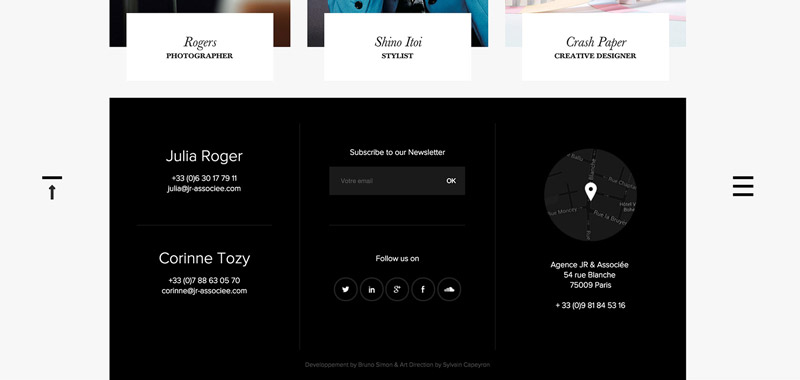 Rogers
PHOTOGRAPHER
Shino Itoi
STYLIST
Crash Paper
CREATIVE DESIGNER
Julia Roger
+33 (0)6 30 17 79 11
julia@jr-associee.com
Corinne Tozy
+33 (0)7 88 63 05 70
corinne@jr-associee.com
Subscribe to our Newsletter
Votre email
OK
Follow us on
Blanche
Rue Chaptal
Rue Moncey
Rue la Bruyère
Agence JR & Associée
54 rue Blanche
75009 Paris
+ 33 (0)9 81 84 53 16
Developpement by Bruno Simon & Art Direction by Sylvain Capeyron